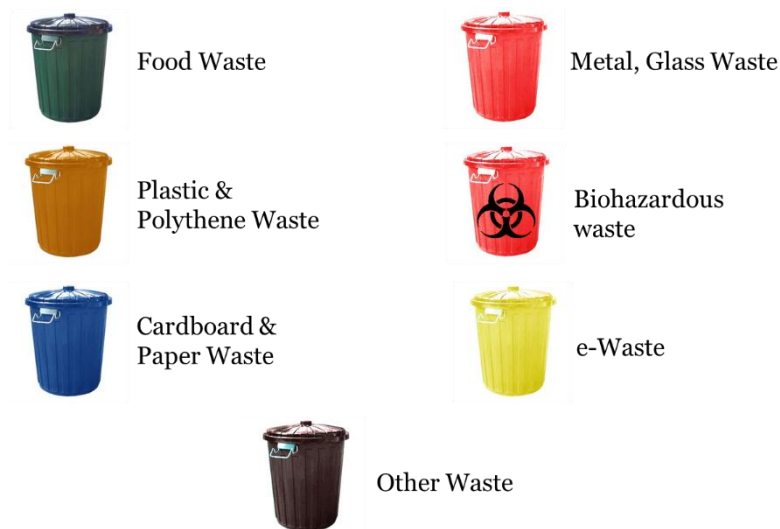 Food Waste
Metal, Glass Waste
Plastic &
Polythene Waste
Biohazardous
waste
Cardboard &
Paper Waste
e-Waste
Other Waste